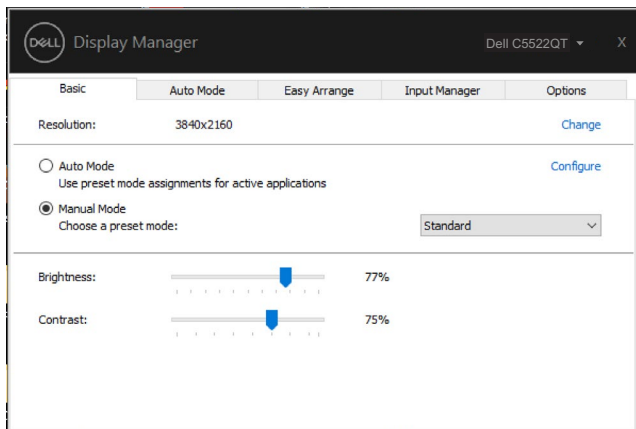 DELL Display Manager Dell C5522QT X
Basic Auto Mode Easy Arrange Input Manager Options
Resolution: 3840x2160 Change
Auto Mode Configure
Use preset mode assignments for active applications
Manual Mode
Choose a preset mode: Standard
Brightness: 77%
Contrast: 75%